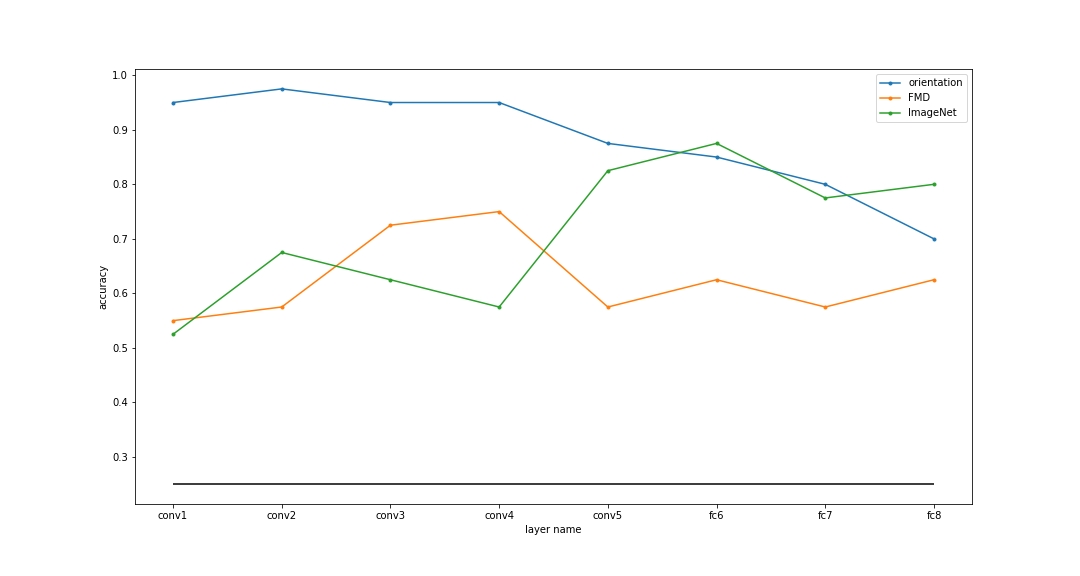 1.0
0.9
0.8
0.7
0.6
0.5
0.4
0.3
accuracy
orientation
FMD
ImageNet
conv1 conv2 conv3 conv4 conv5 fc6 fc7 fc8
layer name